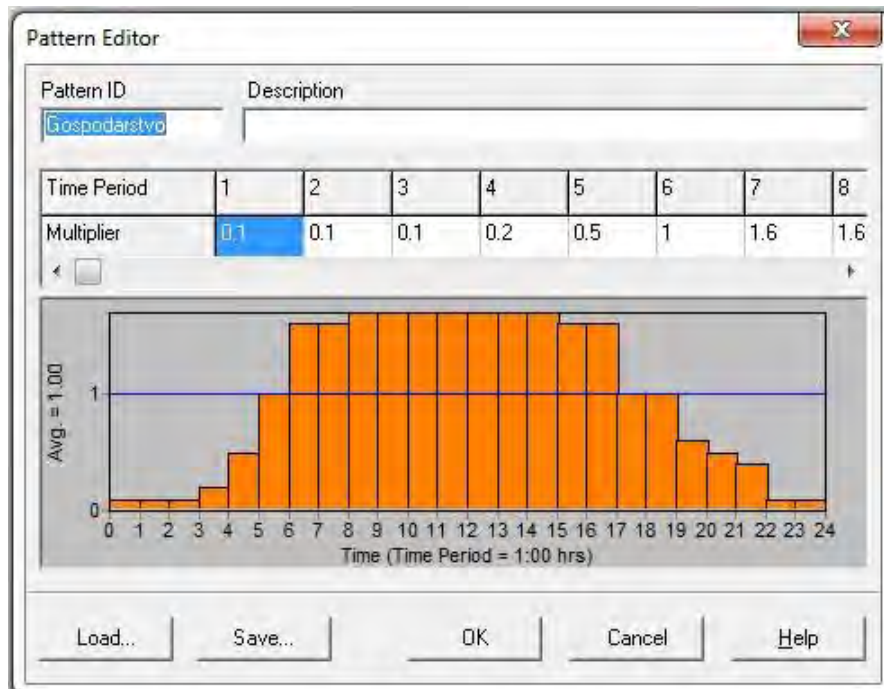 Pattern Editor
Pattern ID Description
Gospodarstvo
Time Period 1 2 3 4 5 6 7 8
Multiplier 0.1 0.1 0.1 0.2 0.5 1 1.6 1.6
Avg. = 1.00
1
0
0 1 2 3 4 5 6 7 8 9 10 11 12 13 14 15 16 17 18 19 20 21 22 23 24
Time (Time Period = 1:00 hrs)
Load... Save... OK Cancel Help